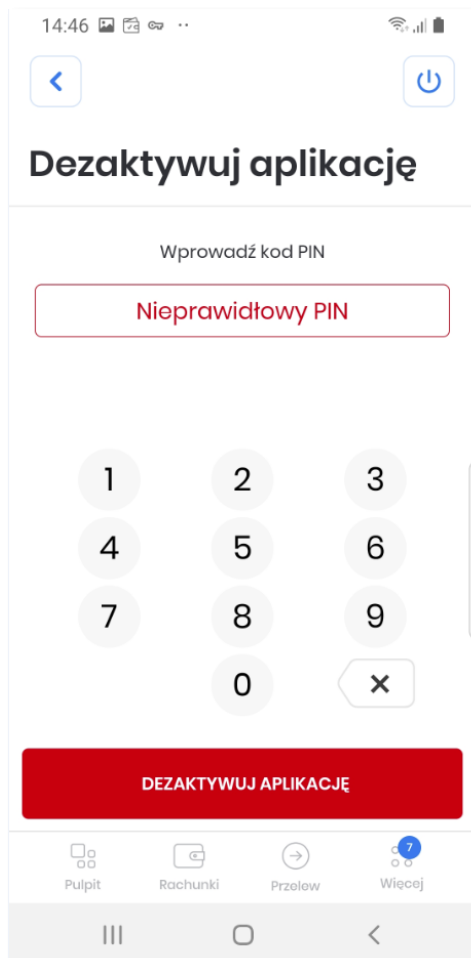 14:46
Dezaktywuj aplikację
Wprowadź kod PIN
Nieprawidłowy PIN
1 2 3
4 5 6
7 8 9
0
DEZAKTYWUJ APLIKACJĘ
7
Pulpit Rachunki Przelew Więcej